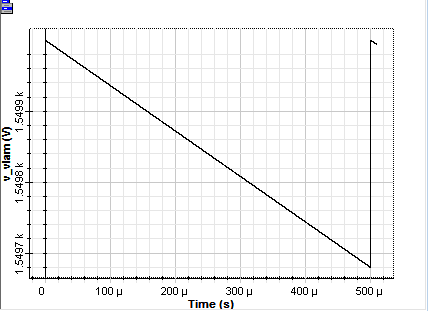 v_vlam (V)
1.5499 k
1.5498 k
1.5497 k
0 100 µ 200 µ 300 µ 400 µ 500 µ
Time (s)